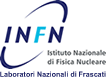 INFN
Istituto Nazionale
di Fisica Nucleare
Laboratori Nazionali di Frascati